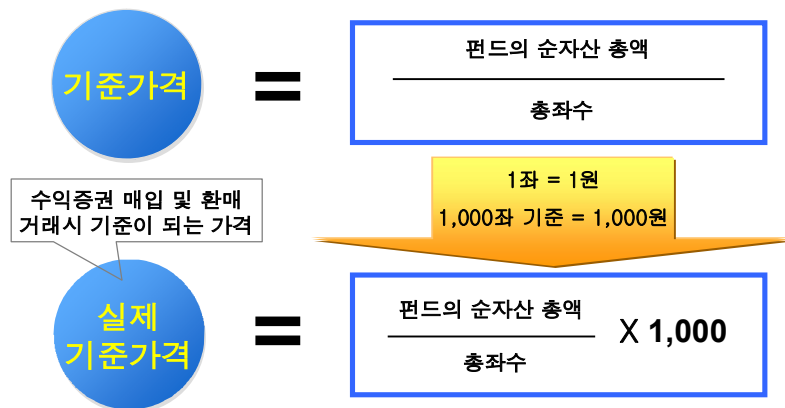 기준가격
=
펀드의 순자산 총액
총좌수
1좌 = 1원
1,000좌 기준 = 1,000원
수익증권 매입 및 환매
거래시 기준이 되는 가격
실제
기준가격
=
펀드의 순자산 총액
총좌수
X 1,000